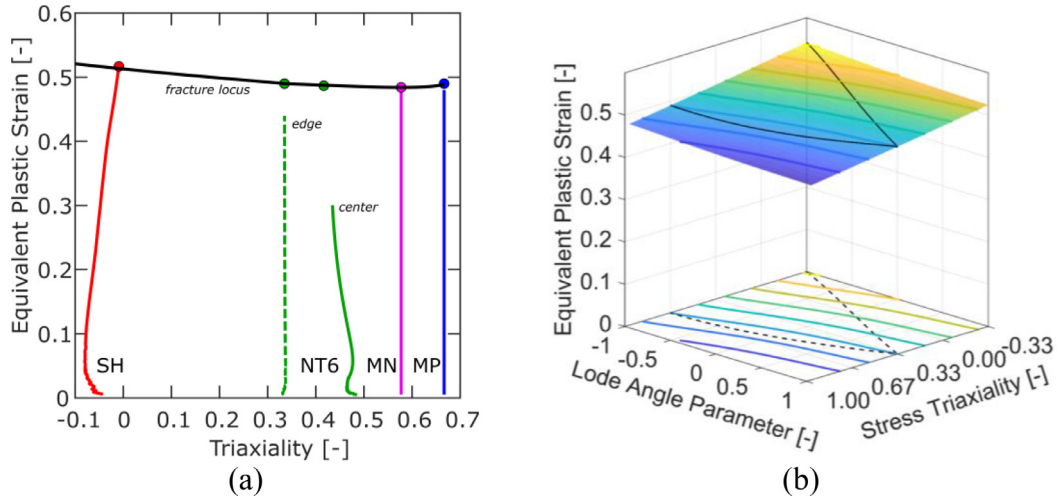 0.6
0.5
0.4
0.3
0.2
0.1
0
-0.1
0
0.1
0.2
0.3
0.4
0.5
0.6
0.7
Equivalent Plastic Strain [-]
Triaxiality [-]
fracture locus
edge
center
SH
NT6
MN
MP
(a)
Equivalent Plastic Strain [-]
0.5
0.4
0.3
0.2
0.1
0
-1
-0.5
0
0.5
1
Lode Angle Parameter [-]
1.00
0.67
0.33
0.00
-0.33
Stress Triaxiality [-]
(b)